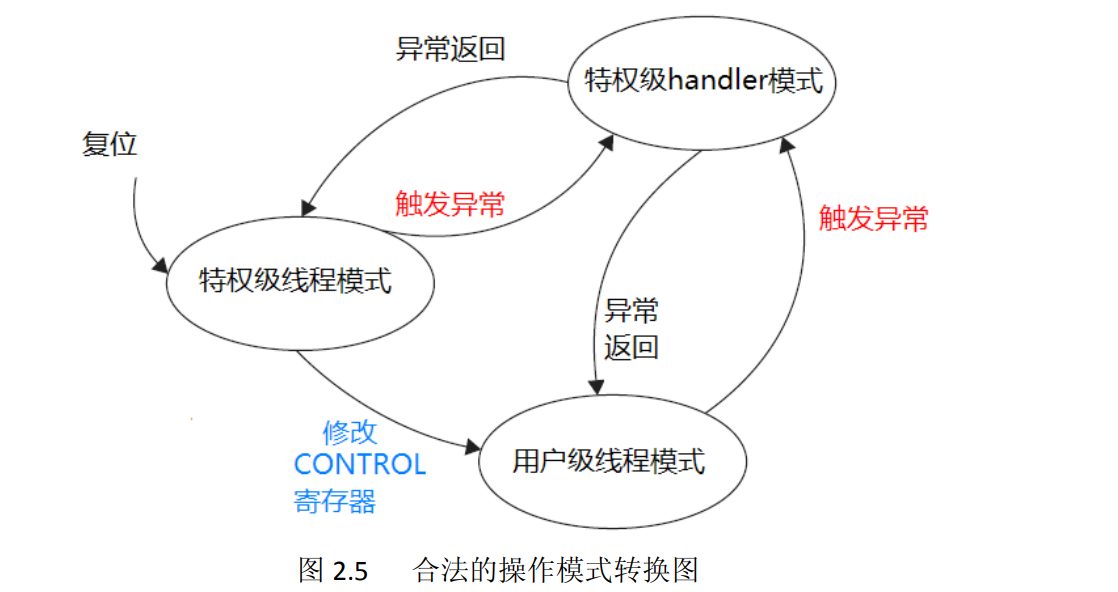 异常返回
特权级handler模式
复位
触发异常
触发异常
特权级线程模式
异常
返回
修改
CONTROL
寄存器
用户级线程模式
图 2.5 合法的操作模式转换图